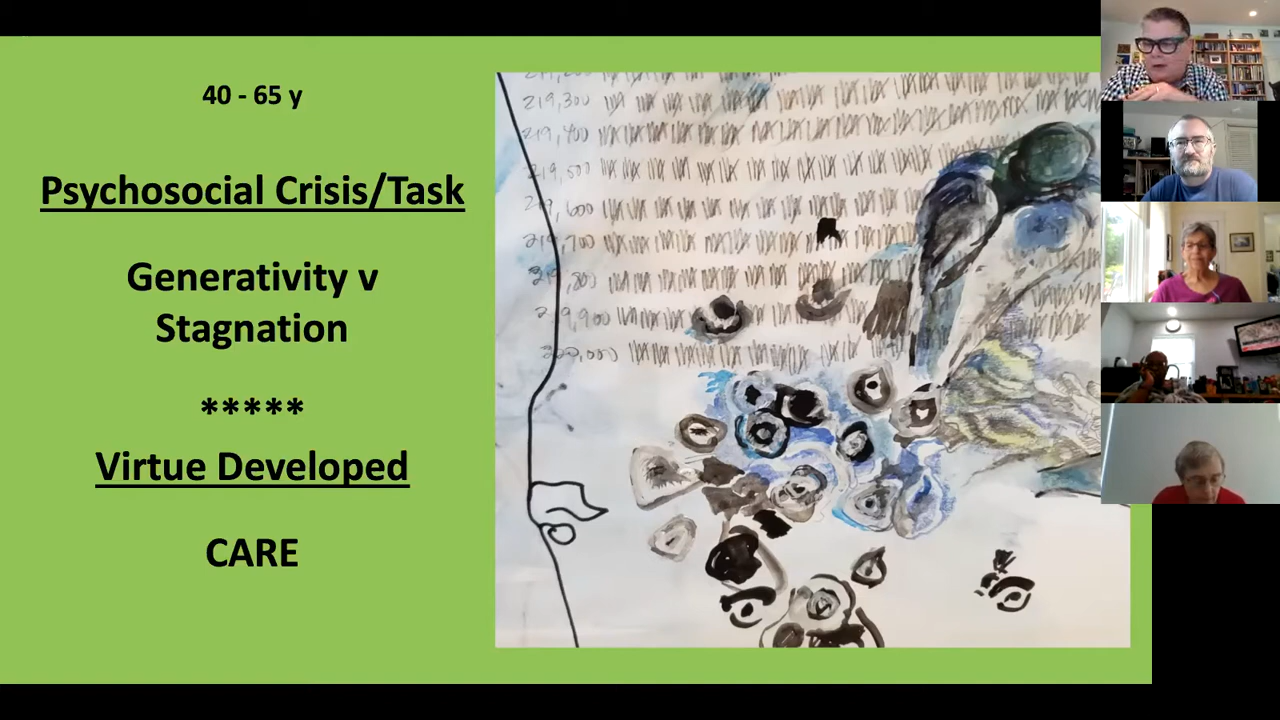 40 - 65 y
Psychosocial Crisis/Task
Generativity v
Stagnation
*****
Virtue Developed
CARE
219,300
219,400
219,500
219,600
219,700
219,800
219,900
220,000